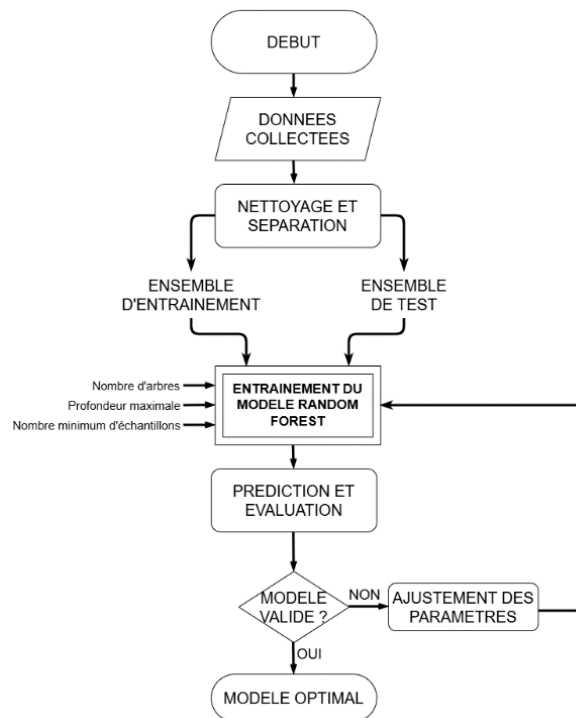 DEBUT
DONNEES
COLLECTEES
NETTOYAGE ET
SEPARATION
ENSEMBLE
D'ENTRAINEMENT
ENSEMBLE
DE TEST
Nombre d'arbres
Profondeur maximale
Nombre minimum d'échantillons
ENTRAINEMENT DU
MODELE RANDOM
FOREST
PREDICTION ET
EVALUATION
MODELE
VALIDE ?
NON
AJUSTEMENT DES
PARAMETRES
OUI
MODELE OPTIMAL